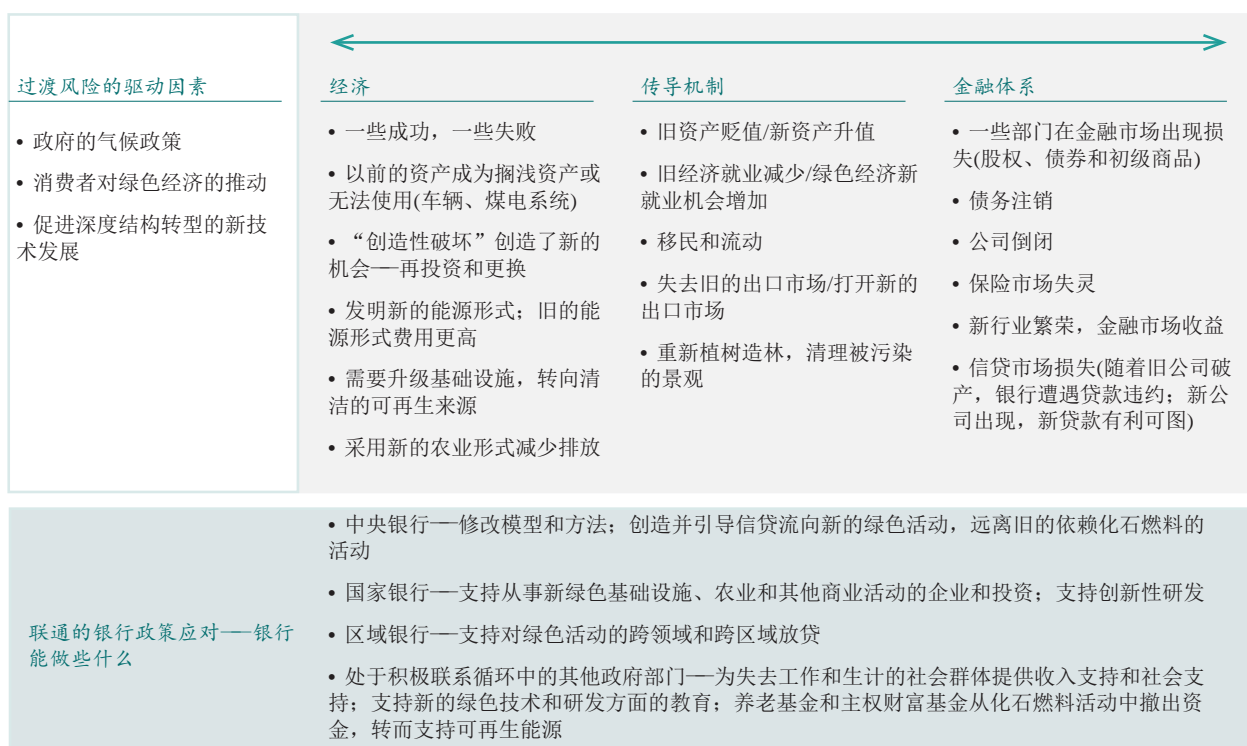 过渡风险的驱动因素
• 政府的气候政策
• 消费者对绿色经济的推动
• 促进深度结构转型的新技
术发展
经济
• 一些成功，一些失败
• 以前的资产成为搁浅资产或
无法使用(车辆、煤电系统)
• “创造性破坏”创造了新的
机会——再投资和更换
• 发明新的能源形式；旧的能
源形式费用更高
• 需要升级基础设施，转向清
洁的可再生来源
• 采用新的农业形式减少排放
传导机制
• 旧资产贬值/新资产升值
• 旧经济就业减少/绿色经济新
就业机会增加
• 移民和流动
• 失去旧的出口市场/打开新的
出口市场
• 重新植树造林，清理被污染
的景观
金融体系
• 一些部门在金融市场出现损
失(股权、债券和初级商品)
• 债务注销
• 公司倒闭
• 保险市场失灵
• 新行业繁荣，金融市场收益
• 信贷市场损失(随着旧公司破
产，银行遭遇贷款违约；新公
司出现，新贷款有利可图)
联通的银行政策应对——银行
能做些什么
• 中央银行——修改模型和方法；创造并引导信贷流向新的绿色活动，远离旧的依赖化石燃料的
活动
• 国家银行——支持从事新绿色基础设施、农业和其他商业活动的企业和投资；支持创新性研发
• 区域银行——支持对绿色活动的跨领域和跨区域放贷
• 处于积极联系循环中的其他政府部门——为失去工作和生计的社会群体提供收入支持和社会支
持；支持新的绿色技术和研发方面的教育；养老基金和主权财富基金从化石燃料活动中撤出资
金，转而支持可再生能源